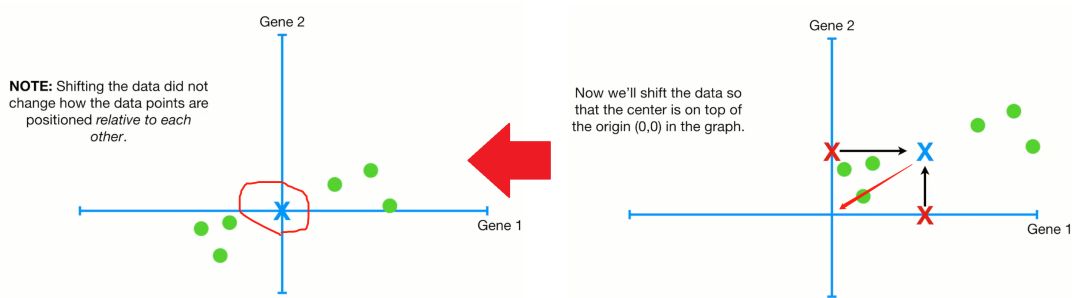 Gene 2
NOTE: Shifting the data did not
change how the data points are
positioned relative to each
other.
Gene 1
Gene 2
Now we'll shift the data so
that the center is on top of
the origin (0,0) in the graph.
Gene 1